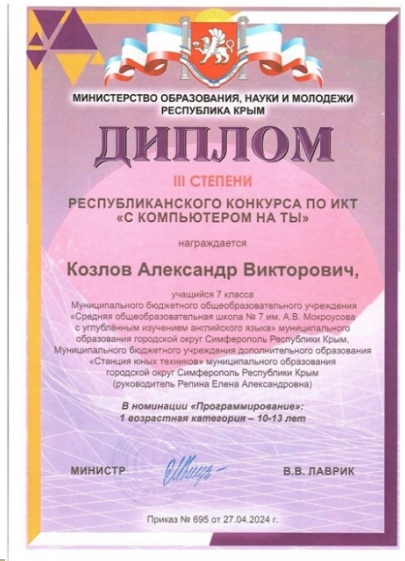 МИНИСТЕРСТВО ОБРАЗОВАНИЯ, НАУКИ И МОЛОДЕЖИ
РЕСПУБЛИКА КРЫМ
ДИПЛОМ
III СТЕПЕНИ
РЕСПУБЛИКАНСКОГО КОНКУРСА ПО ИКТ
«С КОМПЬЮТЕРОМ НА ТЫ»
награждается
Козлов Александр Викторович,
учащийся 7 класса
Муниципального бюджетного общеобразовательного учреждения
«Средняя общеобразовательная школа № 7 им. А.В. Мокроусова
с углублённым изучением английского языка» муниципального
образования городской округ Симферополь Республики Крым,
Муниципального бюджетного учреждения дополнительного образования
«Станция юных техников» муниципального образования
городской округ Симферополь Республики Крым
(руководитель Репина Елена Александровна)
В номинации «Программирование»:
1 возрастная категория – 10-13 лет
МИНИСТР В.В. ЛАВРИК
Приказ № 695 от 27.04.2024 г.